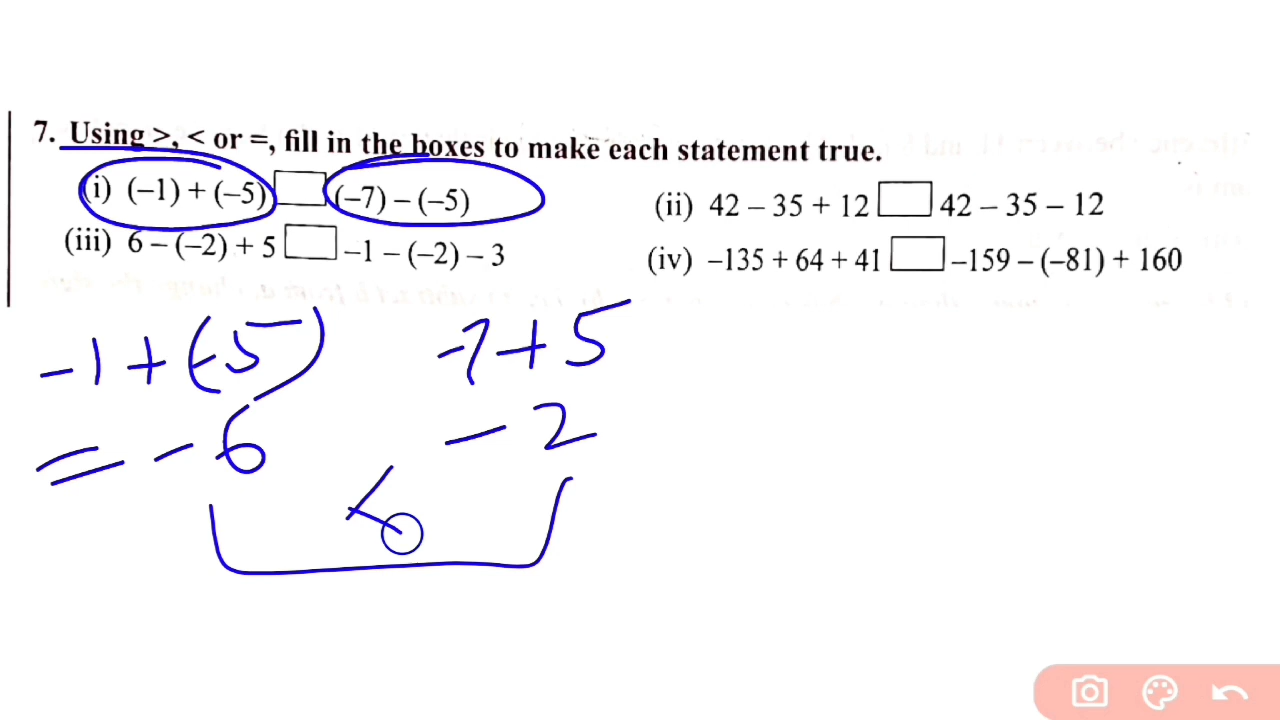 7. Using >, < or =, fill in the boxes to make each statement true.
(i) (–1) + (–5) □ (–7) – (–5)
(ii) 42 – 35 + 12 □ 42 – 35 – 12
(iii) 6 – (–2) + 5 □ –1 – (–2) – 3
(iv) –135 + 64 + 41 □ –159 – (–81) + 160
-1 + (-5)
-7 + 5
= -6
-2
<